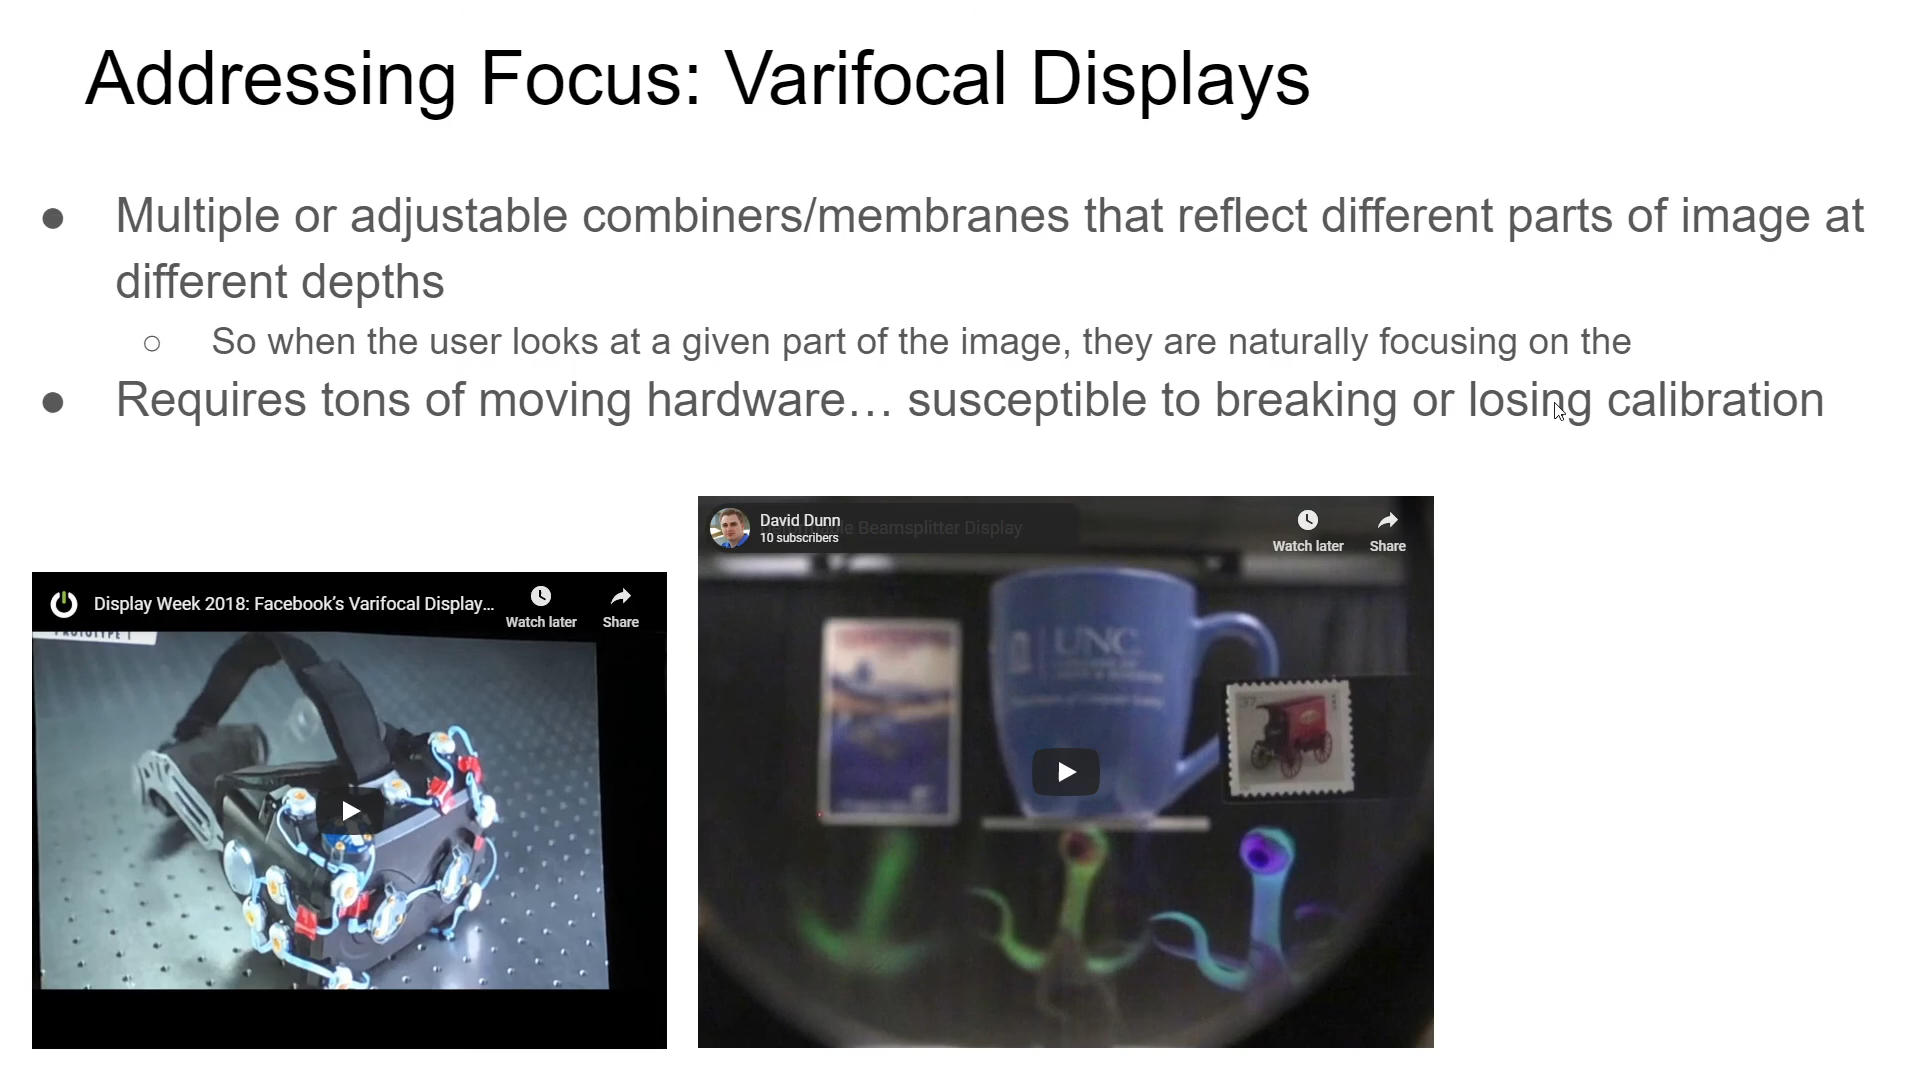 Addressing Focus: Varifocal Displays
● Multiple or adjustable combiners/membranes that reflect different parts of image at
different depths
○ So when the user looks at a given part of the image, they are naturally focusing on the
● Requires tons of moving hardware… susceptible to breaking or losing calibration
David Dunn
Beamsplitter Display
10 subscribers
Watch later
Share
Display Week 2018: Facebook’s Varifocal Display...
Watch later
Share
PROTOTYPE 1
UNC
37